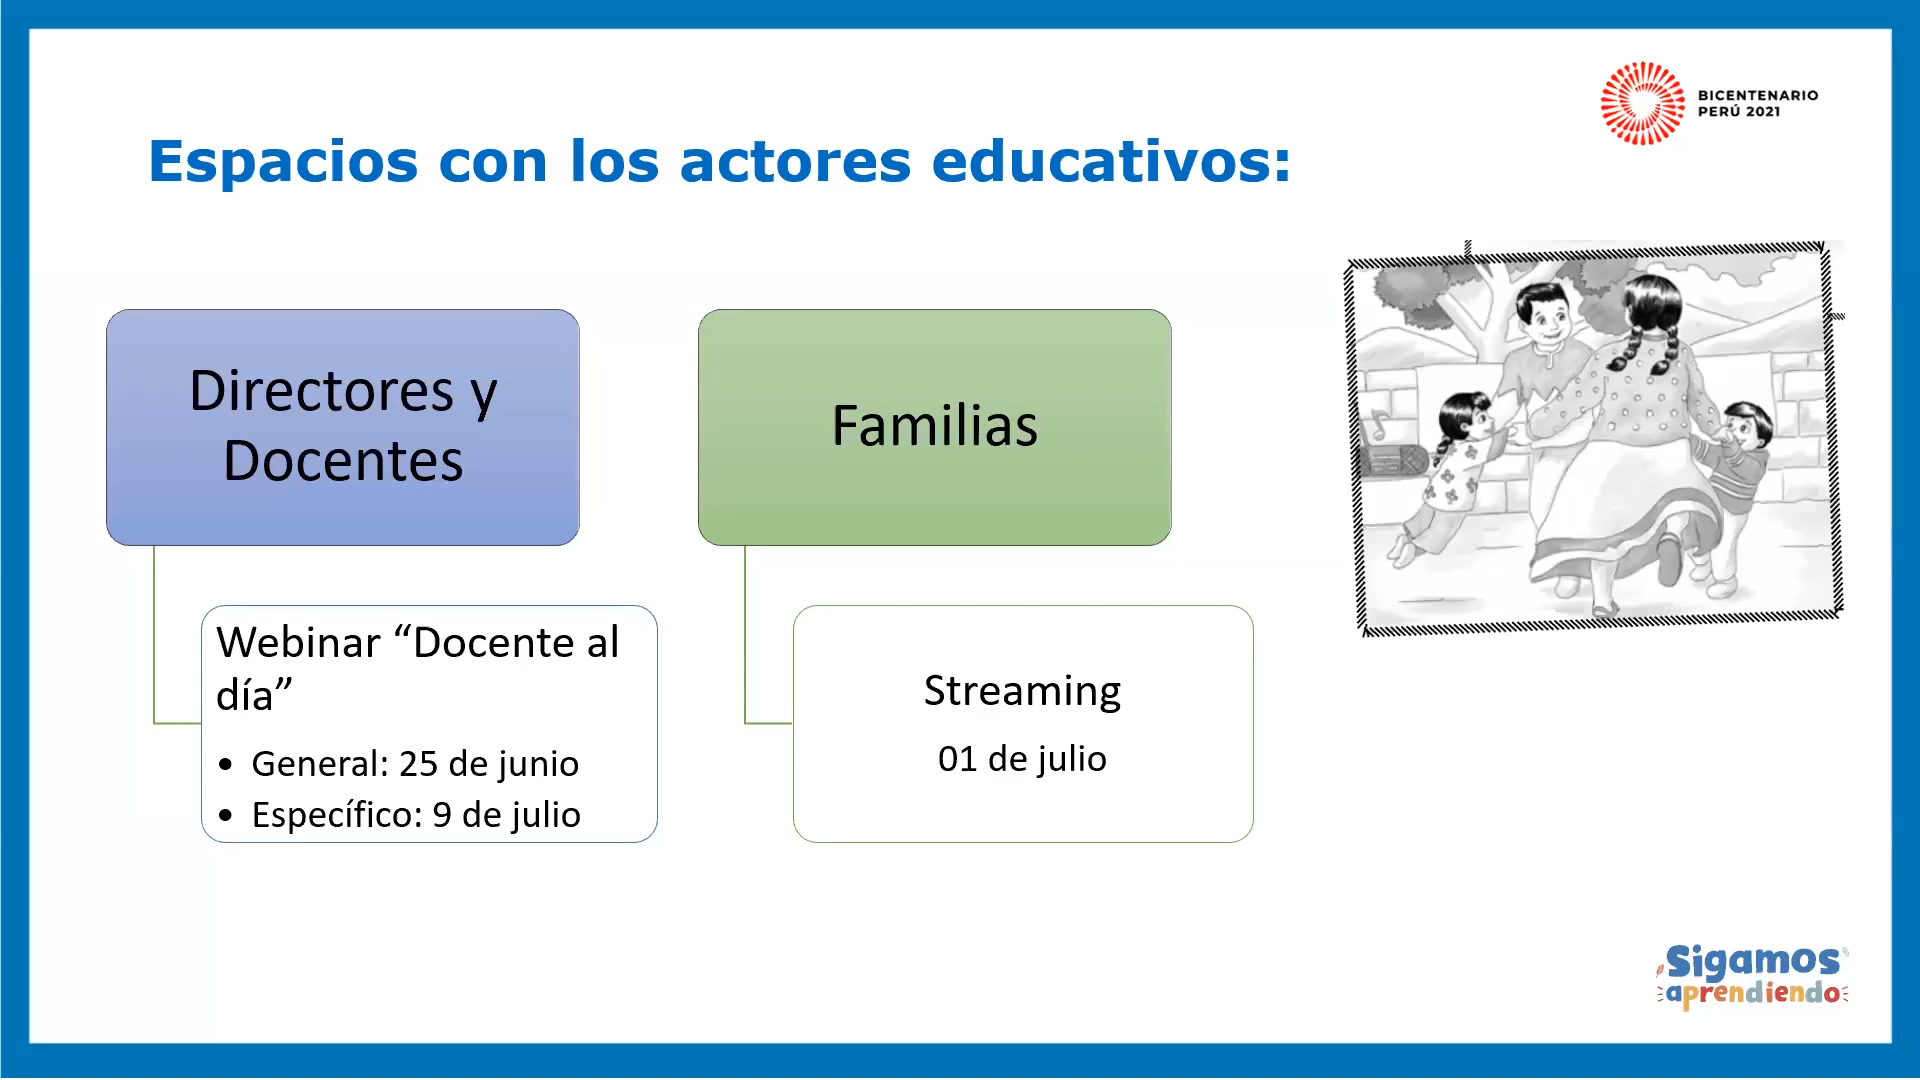 BICENTENARIO
PERÚ 2021
Espacios con los actores educativos:
Directores y
Docentes
Webinar “Docente al
día”
• General: 25 de junio
• Específico: 9 de julio
Familias
Streaming
01 de julio
Sigamos
aprendiendo